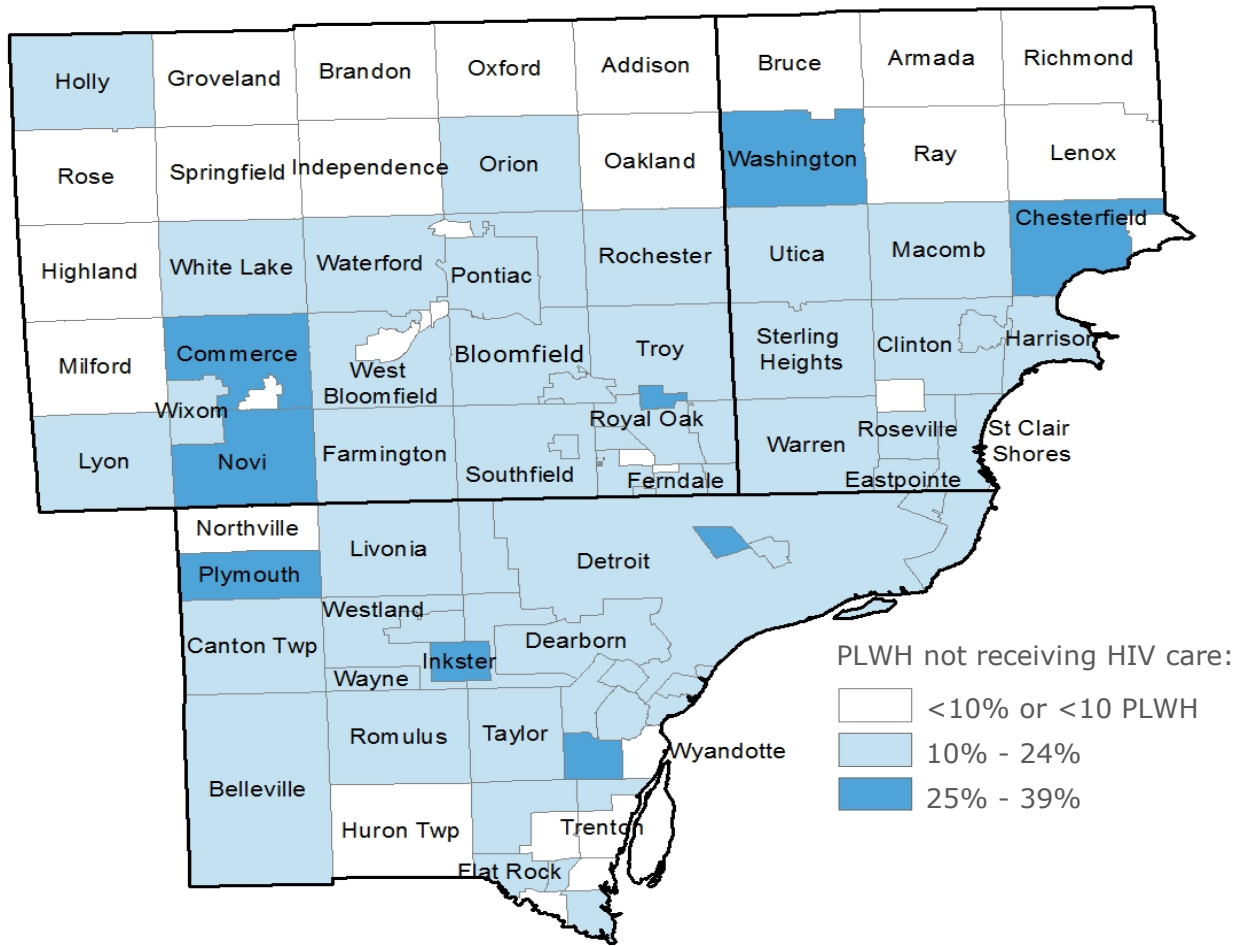 Holly
Groveland
Brandon
Oxford
Addison
Bruce
Armada
Richmond
Rose
Springfield
Independence
Orion
Oakland
Washington
Ray
Lenox
Highland
White Lake
Waterford
Pontiac
Rochester
Utica
Macomb
Chesterfield
Milford
Commerce
West
Bloomfield
Bloomfield
Troy
Sterling
Heights
Clinton
Harrison
Wixom
Lyon
Novi
Farmington
Southfield
Royal Oak
Ferndale
Warren
Roseville
Eastpointe
St Clair
Shores
Northville
Plymouth
Livonia
Detroit
Canton Twp
Westland
Wayne
Inkster
Dearborn
Belleville
Romulus
Taylor
Wyandotte
Huron Twp
Trenton
Flat Rock
PLWH not receiving HIV care:
<10% or <10 PLWH
10% - 24%
25% - 39%